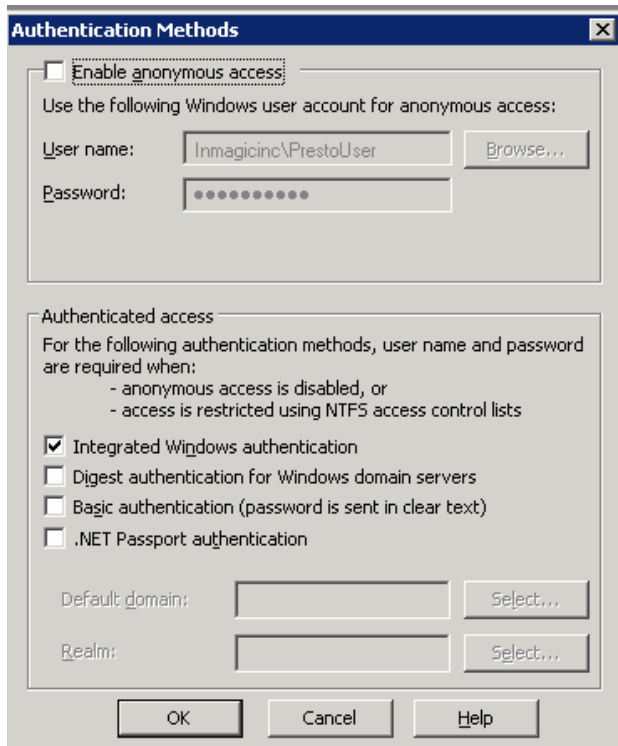 Authentication Methods
Enable anonymous access
Use the following Windows user account for anonymous access:
User name: Inmagicinc\PrestoUser Browse...
Password: ●●●●●●●●●●
Authenticated access
For the following authentication methods, user name and password
are required when:
- anonymous access is disabled, or
- access is restricted using NTFS access control lists
Integrated Windows authentication
Digest authentication for Windows domain servers
Basic authentication (password is sent in clear text)
.NET Passport authentication
Default domain: Select...
Realm: Select...
OK Cancel Help